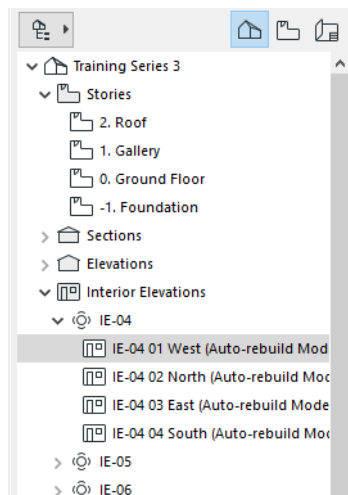 Training Series 3
Stories
2. Roof
1. Gallery
0. Ground Floor
-1. Foundation
Sections
Elevations
Interior Elevations
IE-04
IE-04 01 West (Auto-rebuild Mod
IE-04 02 North (Auto-rebuild Moc
IE-04 03 East (Auto-rebuild Mode
IE-04 04 South (Auto-rebuild Moc
IE-05
IE-06